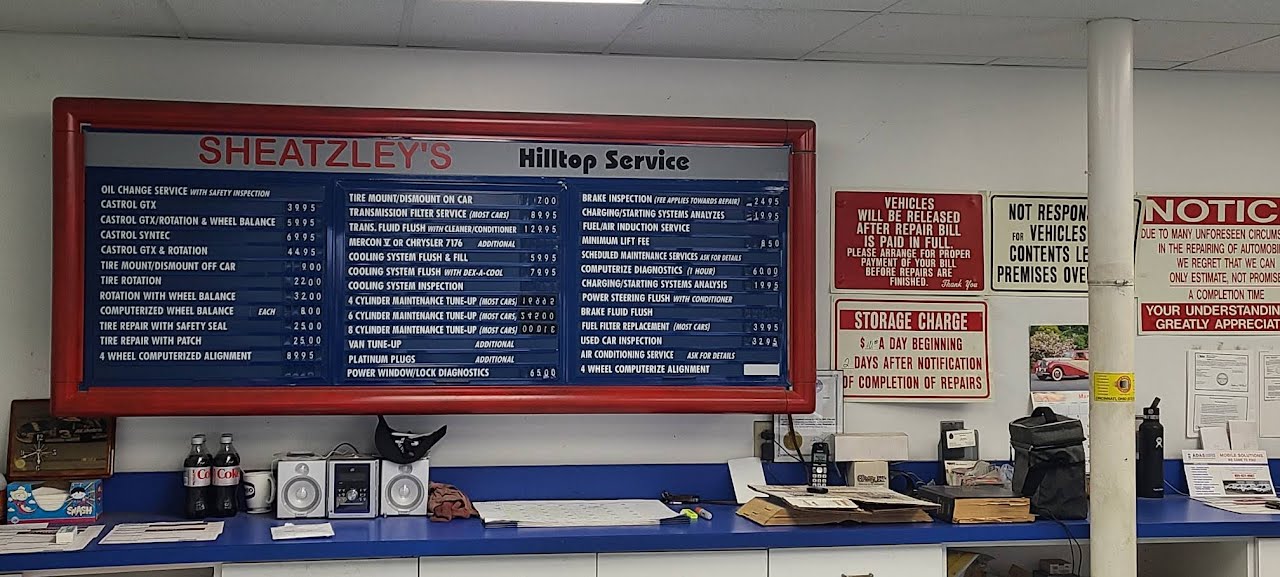 SHEATZLEY'S Hilltop Service
OIL CHANGE SERVICE WITH SAFETY INSPECTION
CASTROL GTX 3995
CASTROL GTX/ROTATION & WHEEL BALANCE 5995
CASTROL SYNTEC 6995
CASTROL GTX & ROTATION 4495
TIRE MOUNT/DISMOUNT OFF CAR 900
TIRE ROTATION 2200
ROTATION WITH WHEEL BALANCE 3200
COMPUTERIZED WHEEL BALANCE EACH 800
TIRE REPAIR WITH SAFETY SEAL 2500
TIRE REPAIR WITH PATCH 2500
4 WHEEL COMPUTERIZED ALIGNMENT 8995
TIRE MOUNT/DISMOUNT ON CAR 700
TRANSMISSION FILTER SERVICE (MOST CARS) 8995
TRANS. FLUID FLUSH WITH CLEANER/CONDITIONER 12995
MERCON V OR CHRYSLER 7176 ADDITIONAL
COOLING SYSTEM FLUSH & FILL 5995
COOLING SYSTEM FLUSH WITH DEX-A-COOL 7995
COOLING SYSTEM INSPECTION
4 CYLINDER MAINTENANCE TUNE-UP (MOST CARS)
6 CYLINDER MAINTENANCE TUNE-UP (MOST CARS)
8 CYLINDER MAINTENANCE TUNE-UP (MOST CARS)
VAN TUNE-UP ADDITIONAL
PLATINUM PLUGS ADDITIONAL
POWER WINDOW/LOCK DIAGNOSTICS 6500
BRAKE INSPECTION (FEE APPLIES TOWARDS REPAIR) 2495
CHARGING/STARTING SYSTEMS ANALYZES 1995
FUEL/AIR INDUCTION SERVICE
MINIMUM LIFT FEE 850
SCHEDULED MAINTENANCE SERVICES ASK FOR DETAILS
COMPUTERIZE DIAGNOSTICS (1 HOUR) 6000
CHARGING/STARTING SYSTEMS ANALYSIS 1995
POWER STEERING FLUSH WITH CONDITIONER
BRAKE FLUID FLUSH
FUEL FILTER REPLACEMENT (MOST CARS) 3995
USED CAR INSPECTION 3295
AIR CONDITIONING SERVICE ASK FOR DETAILS
4 WHEEL COMPUTERIZE ALIGNMENT
VEHICLES
WILL BE RELEASED
AFTER REPAIR BILL
IS PAID IN FULL.
PLEASE ARRANGE FOR PROPER
PAYMENT OF YOUR BILL
BEFORE REPAIRS ARE
FINISHED. Thank You
STORAGE CHARGE
A DAY BEGINNING
2 DAYS AFTER NOTIFICATION
OF COMPLETION OF REPAIRS
NOT RESPON
FOR VEHICLES
CONTENTS LE
PREMISES OVE
NOTIC
DUE TO MANY UNFORESEEN CIRCUMS
IN THE REPAIRING OF AUTOMOBI
WE REGRET THAT WE CAN
ONLY ESTIMATE, NOT PROMIS
A COMPLETION TIME
YOUR UNDERSTANDIN
GREATLY APPRECIAT
Coke
SMASH
MOBILE SOLUTIONS